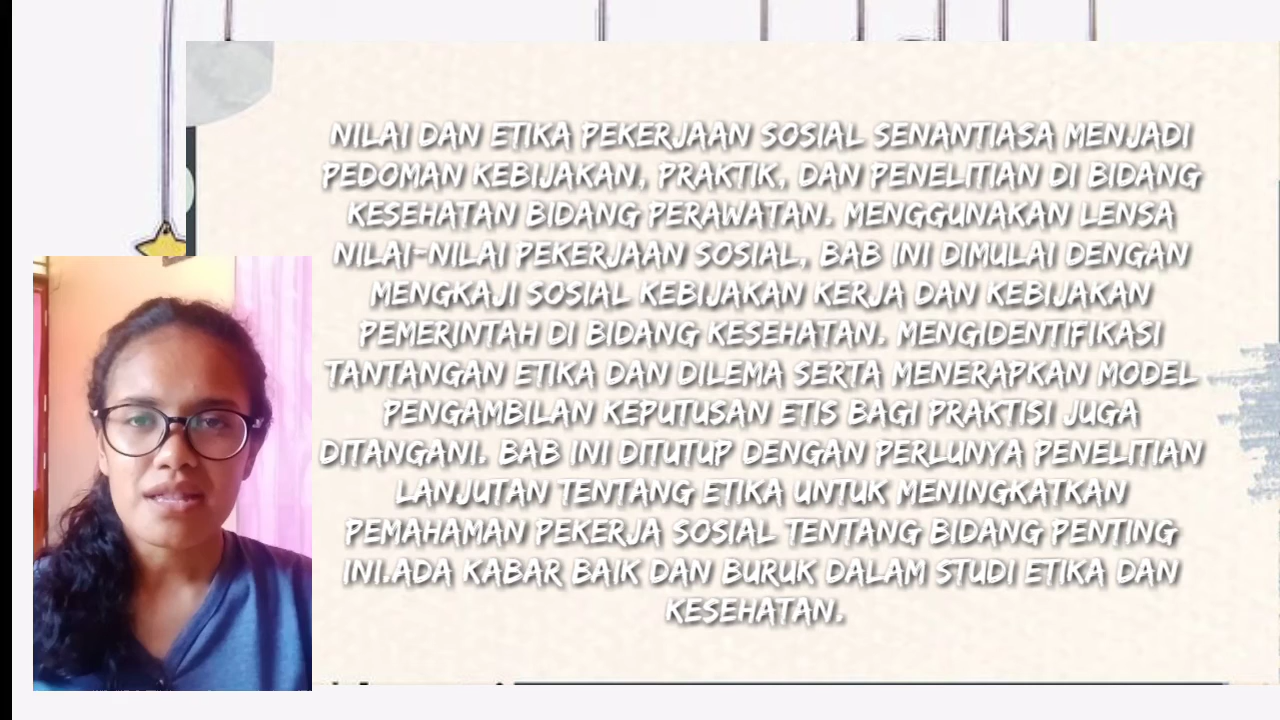 NILAI DAN ETIKA PEKERJAAN SOSIAL SENANTIASA MENJADI
PEDOMAN KEBIJAKAN, PRAKTIK, DAN PENELITIAN DI BIDANG
KESEHATAN BIDANG PERAWATAN. MENGGUNAKAN LENSA
NILAI-NILAI PEKERJAAN SOSIAL, BAB INI DIMULAI DENGAN
MENGKAJI SOSIAL KEBIJAKAN KERJA DAN KEBIJAKAN
PEMERINTAH DI BIDANG KESEHATAN. MENGIDENTIFIKASI
TANTANGAN ETIKA DAN DILEMA SERTA MENERAPKAN MODEL
PENGAMBILAN KEPUTUSAN ETIS BAGI PRAKTISI JUGA
DITANGANI. BAB INI DITUTUP DENGAN PERLUNYA PENELITIAN
LANJUTAN TENTANG ETIKA UNTUK MENINGKATKAN
PEMAHAMAN PEKERJA SOSIAL TENTANG BIDANG PENTING
INI.ADA KABAR BAIK DAN BURUK DALAM STUDI ETIKA DAN
KESEHATAN.